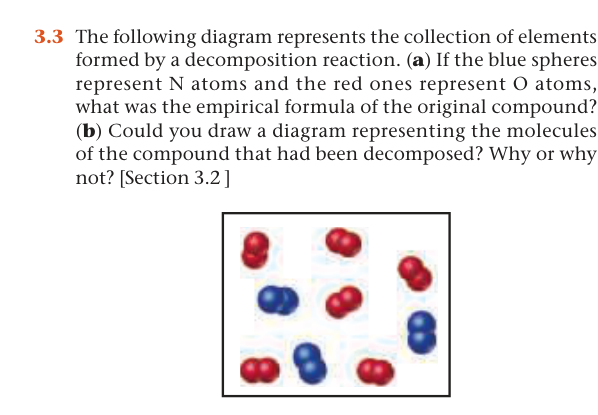 3.3 The following diagram represents the collection of elements
formed by a decomposition reaction. (a) If the blue spheres
represent N atoms and the red ones represent O atoms,
what was the empirical formula of the original compound?
(b) Could you draw a diagram representing the molecules
of the compound that had been decomposed? Why or why
not? [Section 3.2 ]